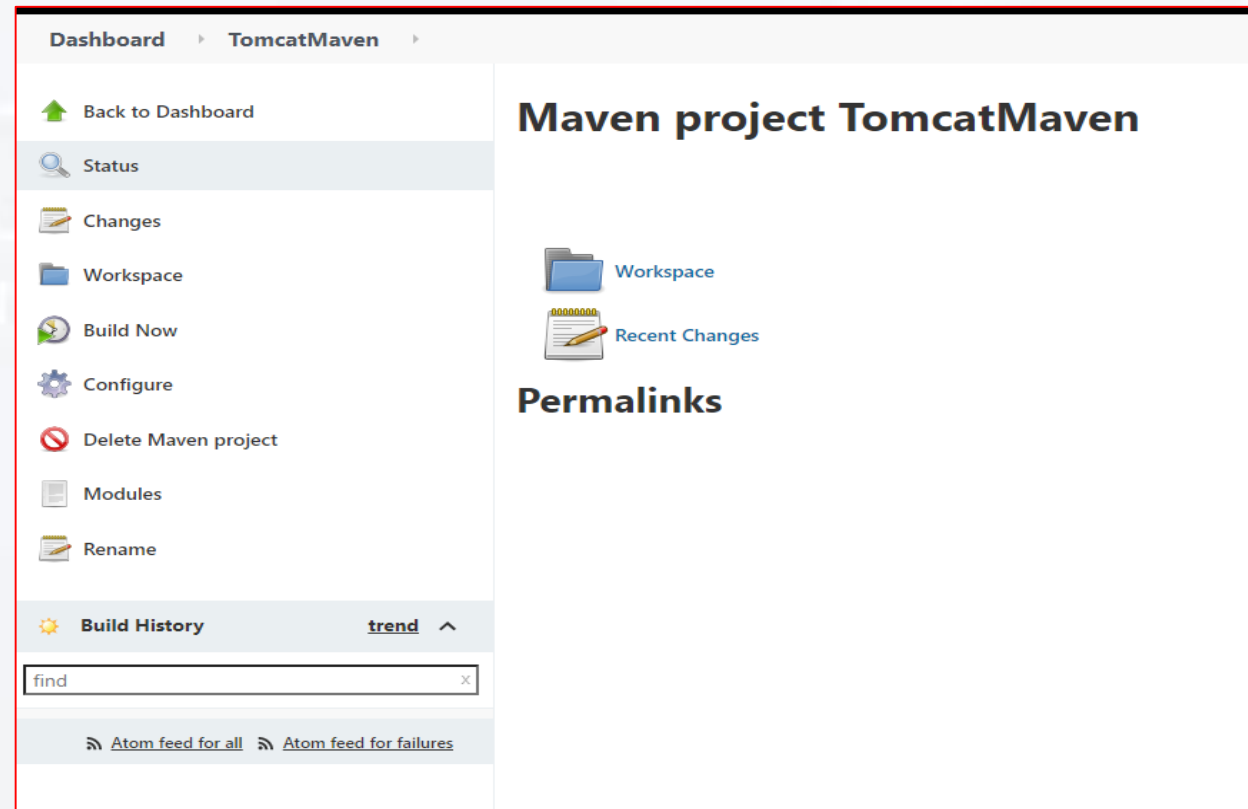 Dashboard TomcatMaven
Back to Dashboard
Status
Changes
Workspace
Build Now
Configure
Delete Maven project
Modules
Rename
Build History trend
find x
Atom feed for all Atom feed for failures
Maven project TomcatMaven
Workspace
Recent Changes
Permalinks